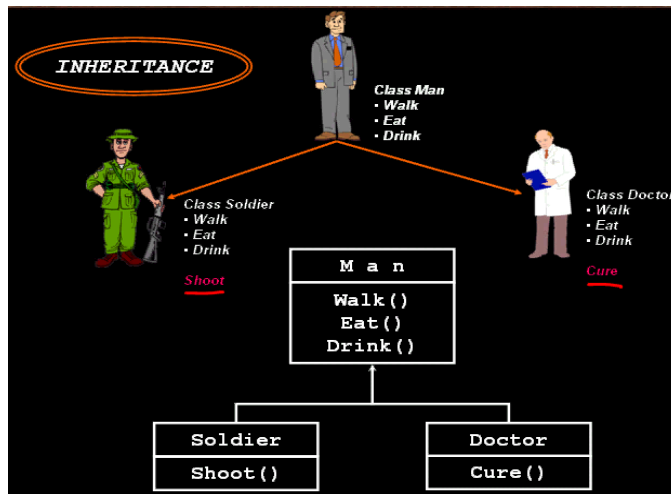 INHERITANCE
Class Man
▪ Walk
▪ Eat
▪ Drink
Class Soldier
▪ Walk
▪ Eat
▪ Drink
Shoot
Class Doctor
▪ Walk
▪ Eat
▪ Drink
Cure
Man
Walk()
Eat()
Drink()
Soldier
Shoot()
Doctor
Cure()